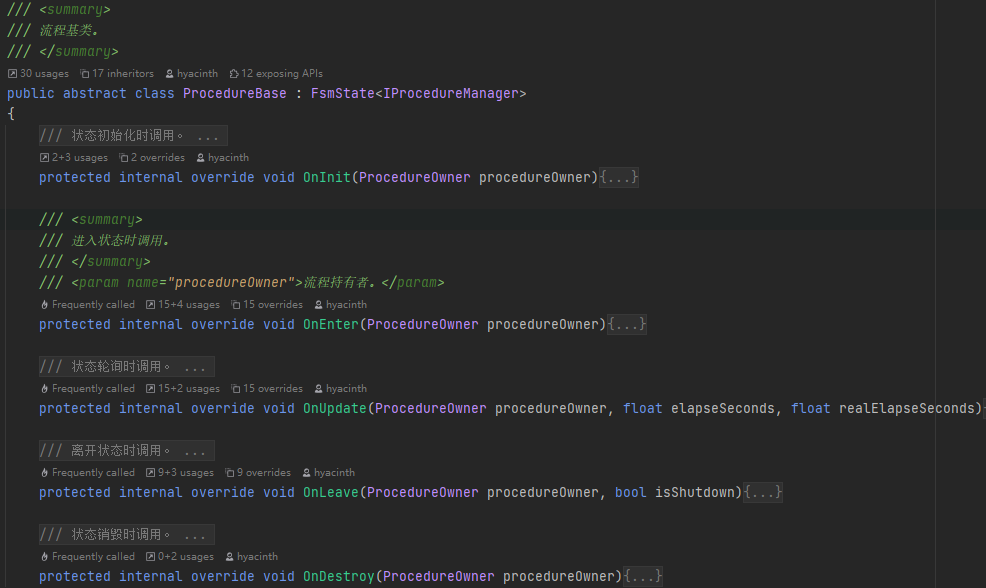 /// <summary>
/// 流程基类。
/// </summary>
30 usages 17 inheritors hyacinth 12 exposing APIs
public abstract class ProcedureBase : FsmState<IProcedureManager>
{
/// 状态初始化时调用。 ...
2+3 usages 2 overrides hyacinth
protected internal override void OnInit(ProcedureOwner procedureOwner){...}
/// <summary>
/// 进入状态时调用。
/// </summary>
/// <param name="procedureOwner">流程持有者。</param>
Frequently called 15+4 usages 15 overrides hyacinth
protected internal override void OnEnter(ProcedureOwner procedureOwner){...}
/// 状态轮询时调用。 ...
Frequently called 15+2 usages 15 overrides hyacinth
protected internal override void OnUpdate(ProcedureOwner procedureOwner, float elapseSeconds, float realElapseSeconds)
/// 离开状态时调用。 ...
Frequently called 9+3 usages 9 overrides hyacinth
protected internal override void OnLeave(ProcedureOwner procedureOwner, bool isShutdown){...}
/// 状态销毁时调用。 ...
Frequently called 0+2 usages hyacinth
protected internal override void OnDestroy(ProcedureOwner procedureOwner){...}